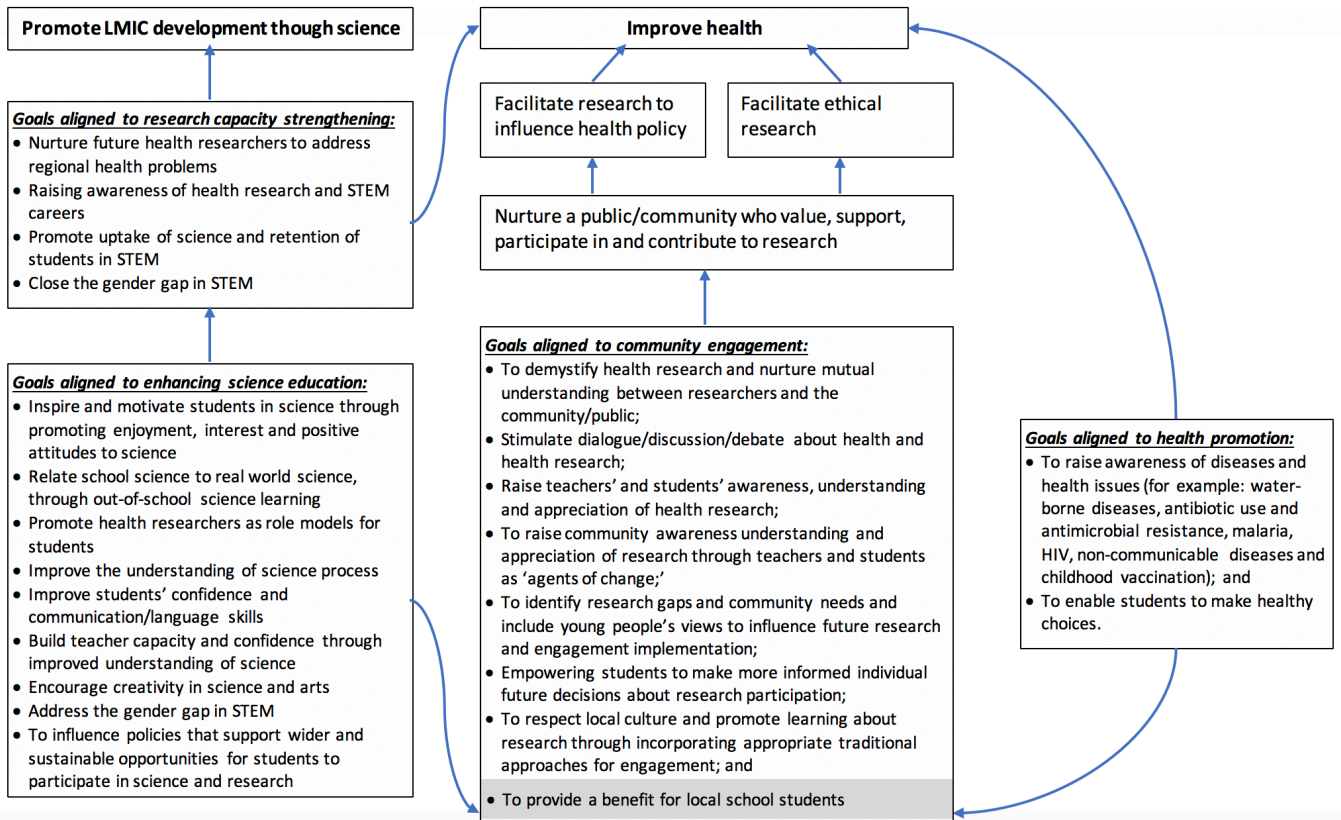 Promote LMIC development though science
Goals aligned to research capacity strengthening:
• Nurture future health researchers to address
regional health problems
• Raising awareness of health research and STEM
careers
• Promote uptake of science and retention of
students in STEM
• Close the gender gap in STEM
Goals aligned to enhancing science education:
• Inspire and motivate students in science through
promoting enjoyment, interest and positive
attitudes to science
• Relate school science to real world science,
through out-of-school science learning
• Promote health researchers as role models for
students
• Improve the understanding of science process
• Improve students’ confidence and
communication/language skills
• Build teacher capacity and confidence through
improved understanding of science
• Encourage creativity in science and arts
• Address the gender gap in STEM
• To influence policies that support wider and
sustainable opportunities for students to
participate in science and research
Improve health
Facilitate research to
influence health policy
Facilitate ethical
research
Nurture a public/community who value, support,
participate in and contribute to research
Goals aligned to community engagement:
• To demystify health research and nurture mutual
understanding between researchers and the
community/public;
• Stimulate dialogue/discussion/debate about health and
health research;
• Raise teachers’ and students’ awareness, understanding
and appreciation of health research;
• To raise community awareness understanding and
appreciation of research through teachers and students
as ‘agents of change;’
• To identify research gaps and community needs and
include young people’s views to influence future research
and engagement implementation;
• Empowering students to make more informed individual
future decisions about research participation;
• To respect local culture and promote learning about
research through incorporating appropriate traditional
approaches for engagement; and
• To provide a benefit for local school students
Goals aligned to health promotion:
• To raise awareness of diseases and
health issues (for example: water-
borne diseases, antibiotic use and
antimicrobial resistance, malaria,
HIV, non-communicable diseases and
childhood vaccination); and
• To enable students to make healthy
choices.